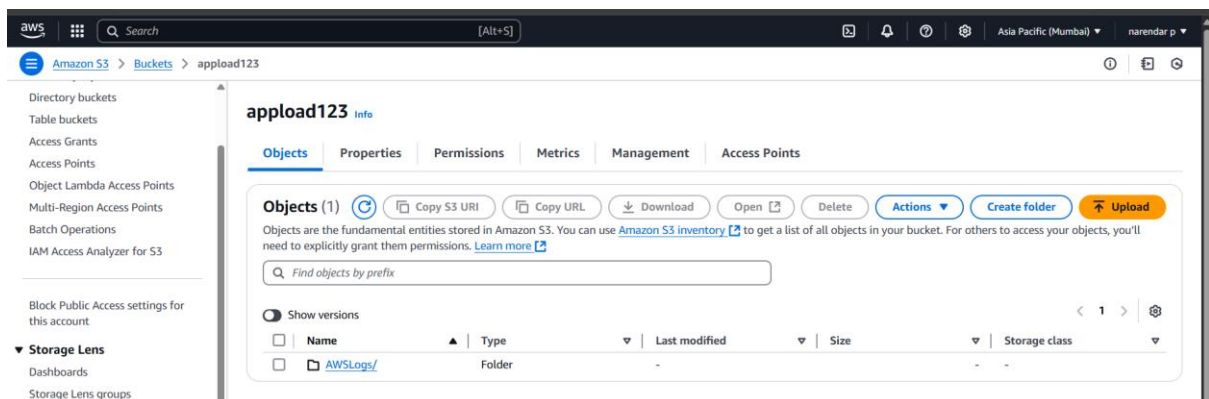 aws
Search [Alt+S] Asia Pacific (Mumbai) ▼ narendar p ▼
Amazon S3 > Buckets > appload123
Directory buckets
Table buckets
Access Grants
Access Points
Object Lambda Access Points
Multi-Region Access Points
Batch Operations
IAM Access Analyzer for S3
Block Public Access settings for
this account
▼ Storage Lens
Dashboards
Storage Lens groups
appload123 Info
Objects Properties Permissions Metrics Management Access Points
Objects (1) Copy S3 URI Copy URL Download Open Delete Actions ▼ Create folder Upload
Objects are the fundamental entities stored in Amazon S3. You can use Amazon S3 inventory to get a list of all objects in your bucket. For others to access your objects, you'll
need to explicitly grant them permissions. Learn more
Find objects by prefix
Show versions < 1 >
Name ▲ Type Last modified Size Storage class
AWSLogs/ Folder - - -